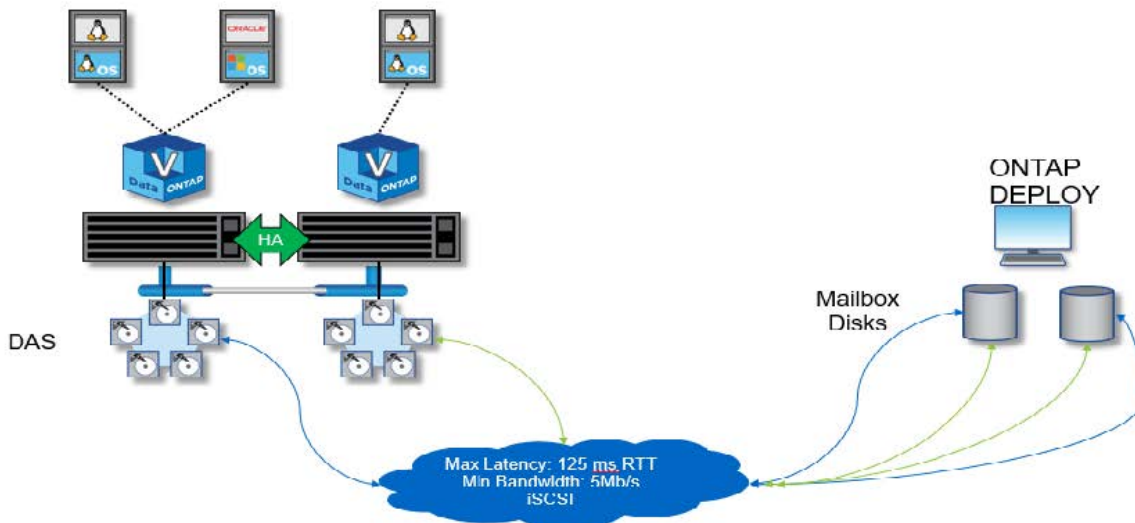 ORACLE
OS
OS
OS
V
Data ONTAP
V
Data ONTAP
HA
DAS
ONTAP
DEPLOY
Mailbox
Disks
Max Latency: 125 ms RTT
Min Bandwidth: 5Mb/s
iSCSI